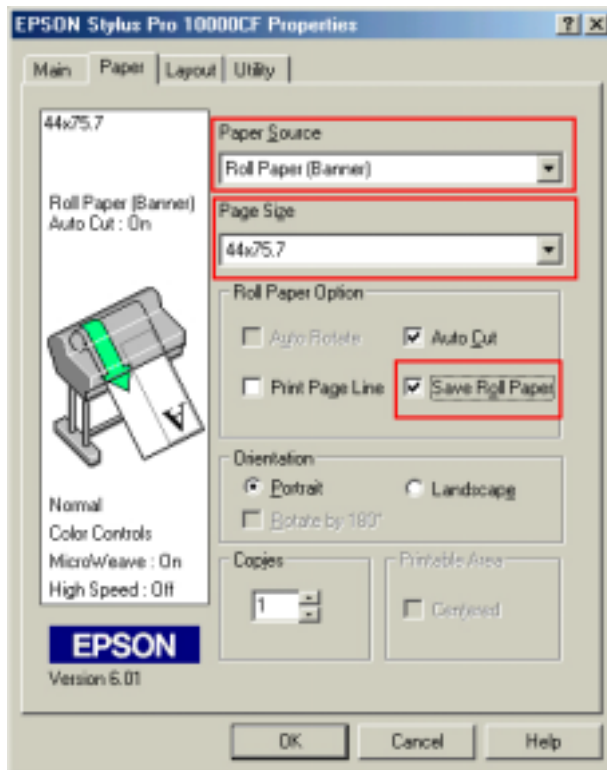 EPSON Stylus Pro 10000CF Properties
Main Paper Layout Utility
44x75.7
Roll Paper (Banner)
Auto Cut : On
A
Normal
Color Controls
MicroWeave : On
High Speed : Off
EPSON
Version 6.01
Paper Source
Roll Paper (Banner)
Page Size
44x75.7
Roll Paper Option
Auto Rotate
Auto Cut
Print Page Line
Save Roll Paper
Orientation
Portrait
Landscape
Rotate by 180°
Copies
1
Printable Area
Centered
OK Cancel Help